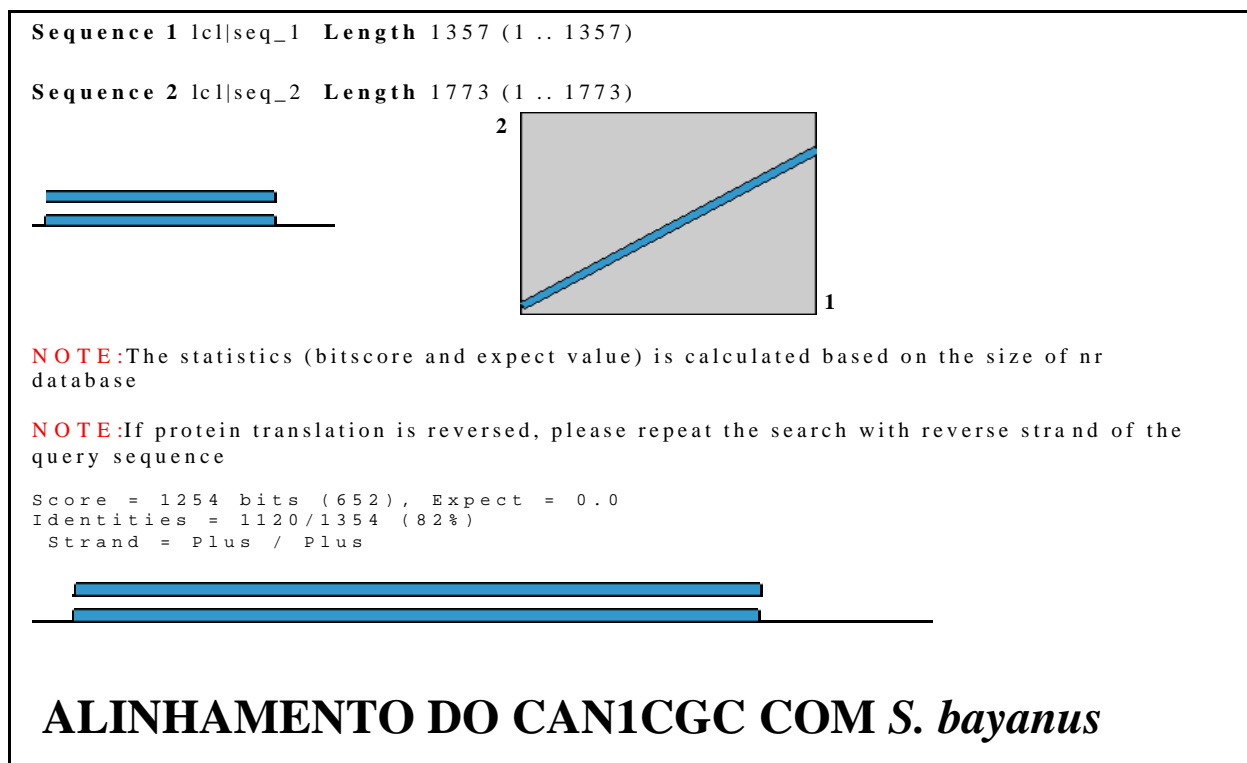 Sequence 1 lcl|seq_1 Length 1357 (1 .. 1357)
Sequence 2 lcl|seq_2 Length 1773 (1 .. 1773)
2
1
NOTE:The statistics (bitscore and expect value) is calculated based on the size of nr
database
NOTE:If protein translation is reversed, please repeat the search with reverse strand of the
query sequence
Score = 1254 bits (652), Expect = 0.0
Identities = 1120/1354 (82%)
Strand = Plus / Plus
ALINHAMENTO DO CAN1CGC COM S. bayanus